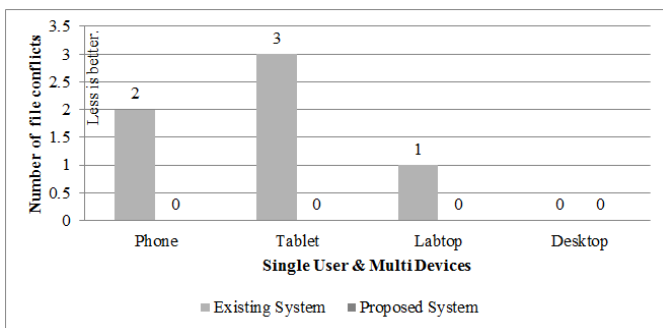 Number of file conflicts
3.5
3
2.5
2
1.5
1
0.5
0
Less is better.
2
0
3
0
1
0
0
0
Phone
Tablet
Labtop
Desktop
Single User & Multi Devices
Existing System
Proposed System